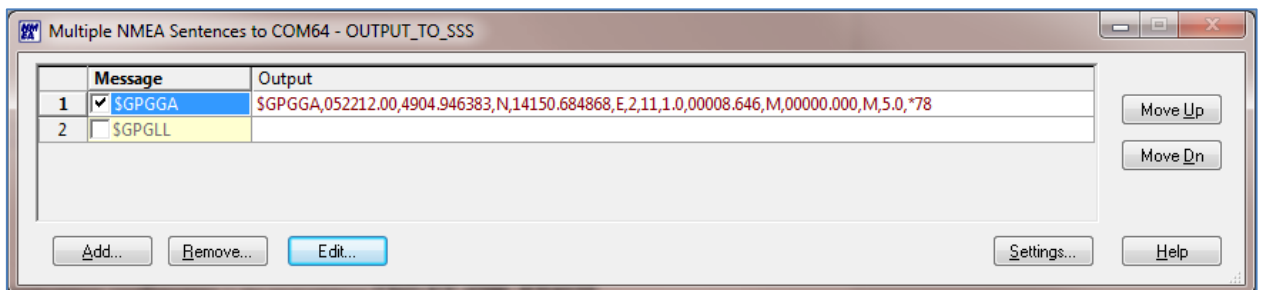 Multiple NMEA Sentences to COM64 - OUTPUT_TO_SSS
Message Output
1 $GPGGA $GPGGA,052212.00,4904.946383,N,14150.684868,E,2,11,1.0,00008.646,M,00000.000,M,5.0,*78
2 $GPGLL
Move Up
Move Dn
Add... Remove... Edit... Settings... Help